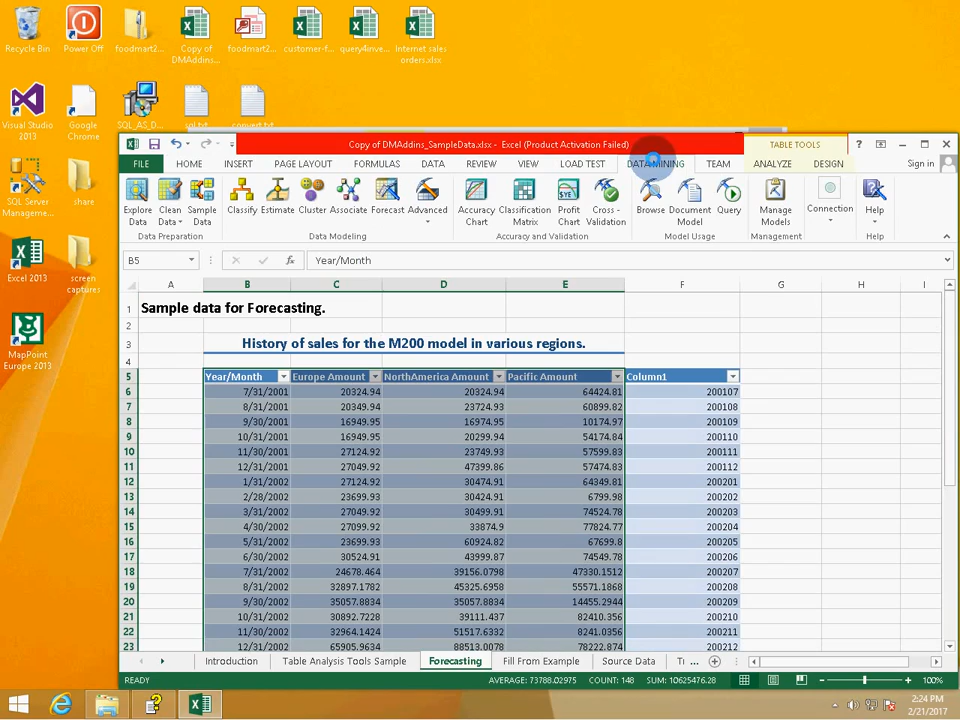 Recycle Bin
Power Off
foodmart2...
Copy of
DMAddins...
foodmart2...
customer-f...
query4inve...
Internet sales
orders.xlsx
Visual Studio
2013
Google
Chrome
SQL_AS_D...
sql.txt
convert.txt
SQL Server
Manageme...
share
Excel 2013
screen
captures
MapPoint
Europe 2013
Copy of DMAddins_SampleData.xlsx - Excel (Product Activation Failed)
TABLE TOOLS
FILE HOME INSERT PAGE LAYOUT FORMULAS DATA REVIEW VIEW LOAD TEST DATA MINING TEAM ANALYZE DESIGN Sign in
Explore Data
Clean Data
Sample Data
Classify Estimate Cluster Associate Forecast Advanced
Accuracy Chart
Classification Matrix
Profit Chart
Cross - Validation
Browse
Document Model
Query
Manage Models
Connection
Help
Data Preparation Data Modeling Accuracy and Validation Model Usage Management Help
B5 fx Year/Month
A B C D E F G H I
1 Sample data for Forecasting.
2
3 History of sales for the M200 model in various regions.
4
5 Year/Month Europe Amount NorthAmerica Amount Pacific Amount Column1
6 7/31/2001 20324.94 20324.94 64424.81 200107
7 8/31/2001 20349.94 23724.93 60899.82 200108
8 9/30/2001 16949.95 16974.95 10174.97 200109
9 10/31/2001 16949.95 20299.94 54174.84 200110
10 11/30/2001 27124.92 23749.93 57599.83 200111
11 12/31/2001 27049.92 47399.86 57474.83 200112
12 1/31/2002 27124.92 30474.91 64349.81 200201
13 2/28/2002 23699.93 30424.91 6799.98 200202
14 3/31/2002 27049.92 30499.91 74524.78 200203
15 4/30/2002 27099.92 33874.9 77824.77 200204
16 5/31/2002 23699.93 60924.82 67699.8 200205
17 6/30/2002 30524.91 43999.87 74549.78 200206
18 7/31/2002 24678.464 39156.0798 47330.1512 200207
19 8/31/2002 32897.1782 45325.6958 55571.1868 200208
20 9/30/2002 35057.8834 35057.8834 14455.2944 200209
21 10/31/2002 30892.7228 39111.437 82410.356 200210
22 11/30/2002 32964.1424 51517.6332 8241.0356 200211
23 12/31/2002 65905.9634 88513.0078 78222.874 200212
Introduction Table Analysis Tools Sample Forecasting Fill From Example Source Data ...
READY AVERAGE: 73788.02975 COUNT: 148 SUM: 10625476.28 100%
2:24 PM
2/21/2017